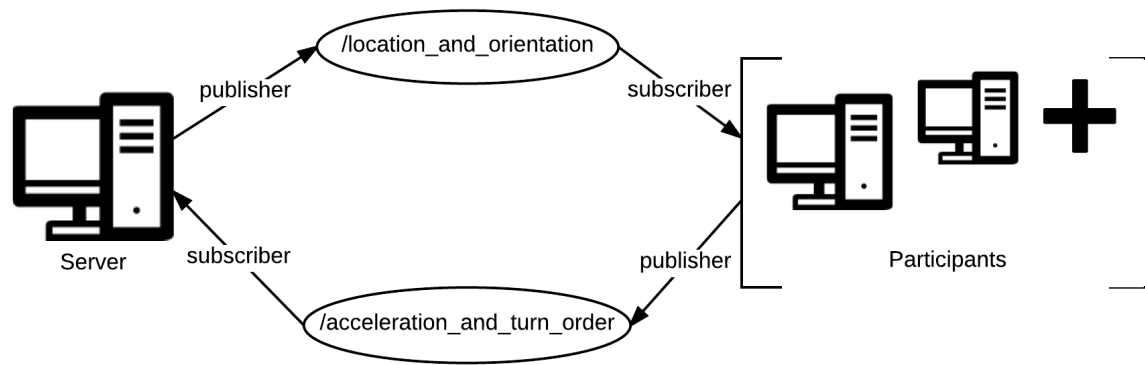 /location_and_orientation
publisher
subscriber
Server
subscriber
publisher
Participants
/acceleration_and_turn_order